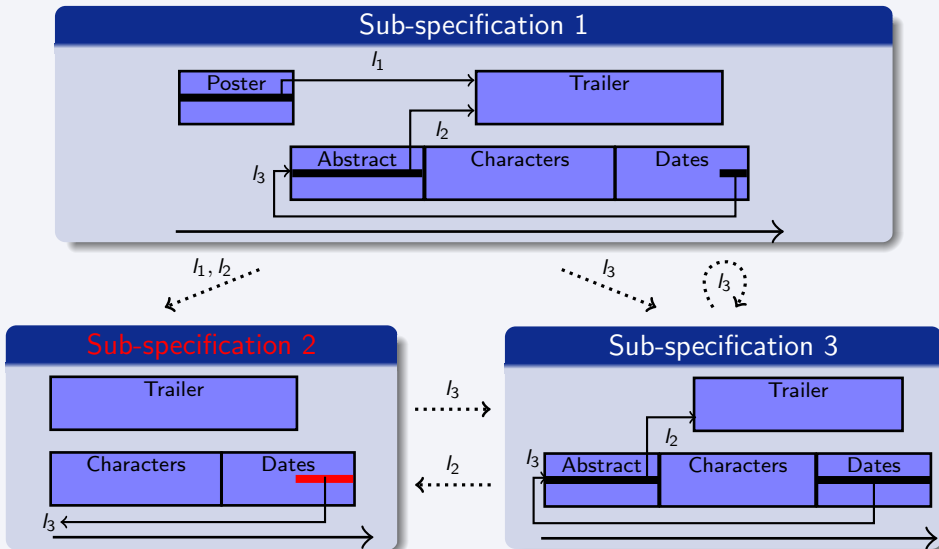 Sub-specification 1
l1
Poster
Trailer
l2
l3
Abstract
Characters
Dates
l1, l2
l3
l3
Sub-specification 2
Trailer
Characters
Dates
l3
l3
l2
Sub-specification 3
Trailer
l2
l3
Abstract
Characters
Dates